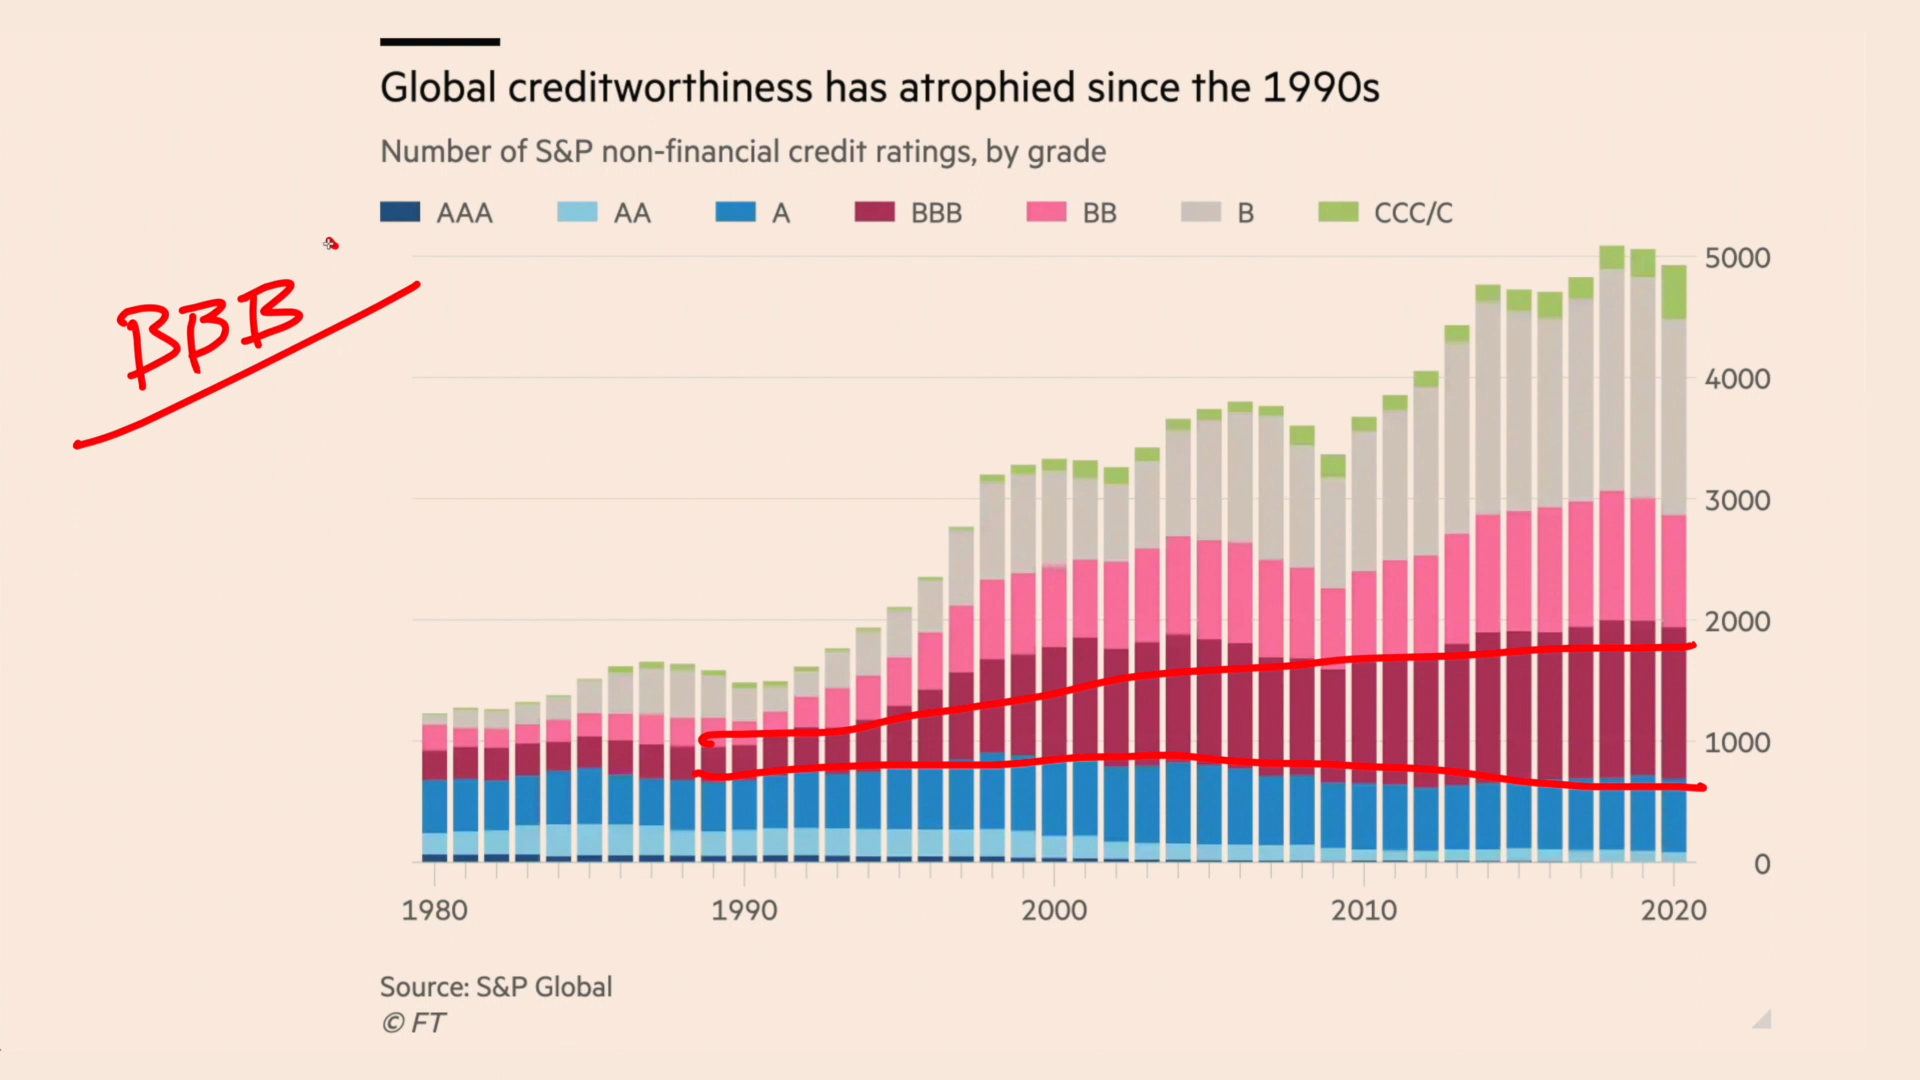 Global creditworthiness has atrophied since the 1990s
Number of S&P non-financial credit ratings, by grade
AAA AA A BBB BB B CCC/C
BBB
5000
4000
3000
2000
1000
0
1980 1990 2000 2010 2020
Source: S&P Global
© FT